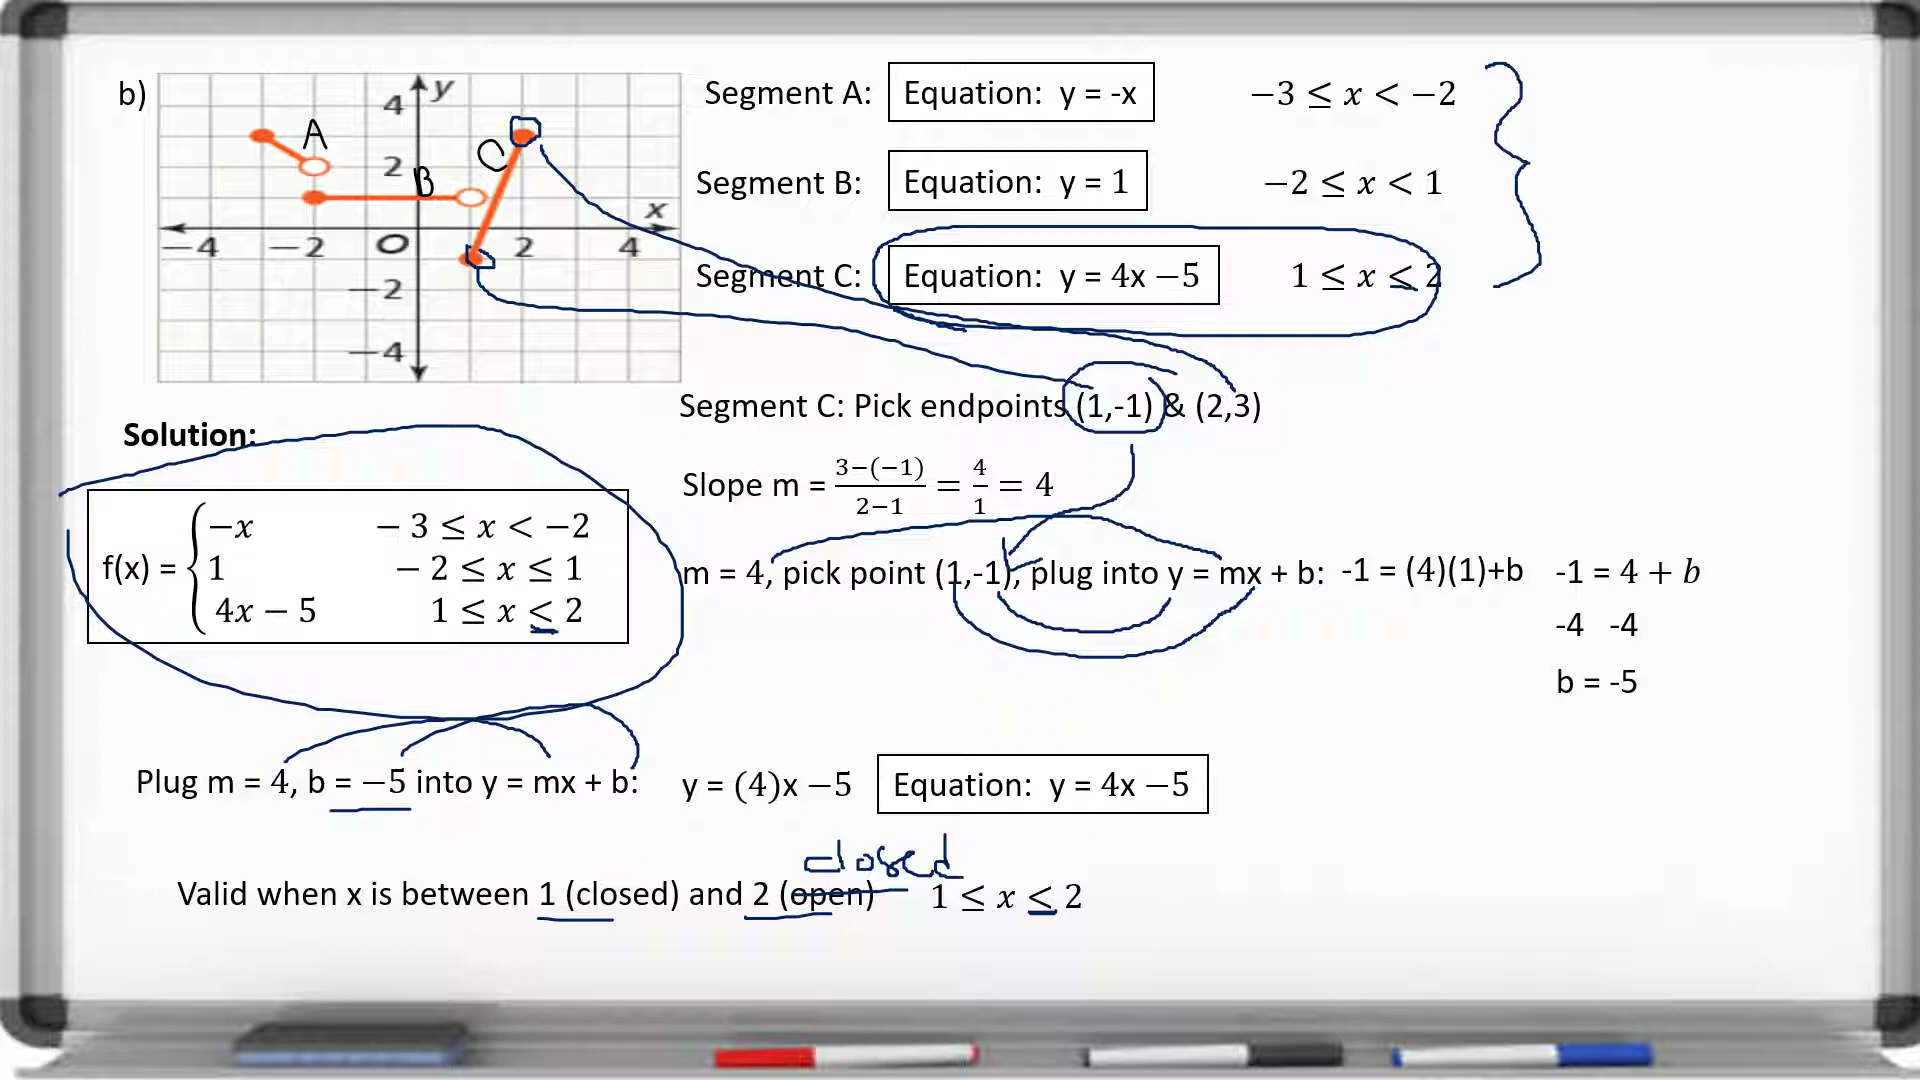 b)
y
4
A
2
B
C
x
−4 −2 O 2 4
−2
−4
Segment A: Equation: y = -x −3 ≤ x < −2
Segment B: Equation: y = 1 −2 ≤ x < 1
Segment C: Equation: y = 4x −5 1 ≤ x ≤ 2
Segment C: Pick endpoints (1,-1) & (2,3)
Slope m = 3−(−1)/2−1 = 4/1 = 4
Solution:
f(x) = { −x − 3 ≤ x < −2
1 − 2 ≤ x ≤ 1
4x − 5 1 ≤ x ≤ 2
m = 4, pick point (1,-1), plug into y = mx + b: -1 = (4)(1)+b -1 = 4 + b
-4 -4
b = -5
Plug m = 4, b = −5 into y = mx + b: y = (4)x −5 Equation: y = 4x −5
closed
Valid when x is between 1 (closed) and 2 (open) 1 ≤ x ≤ 2